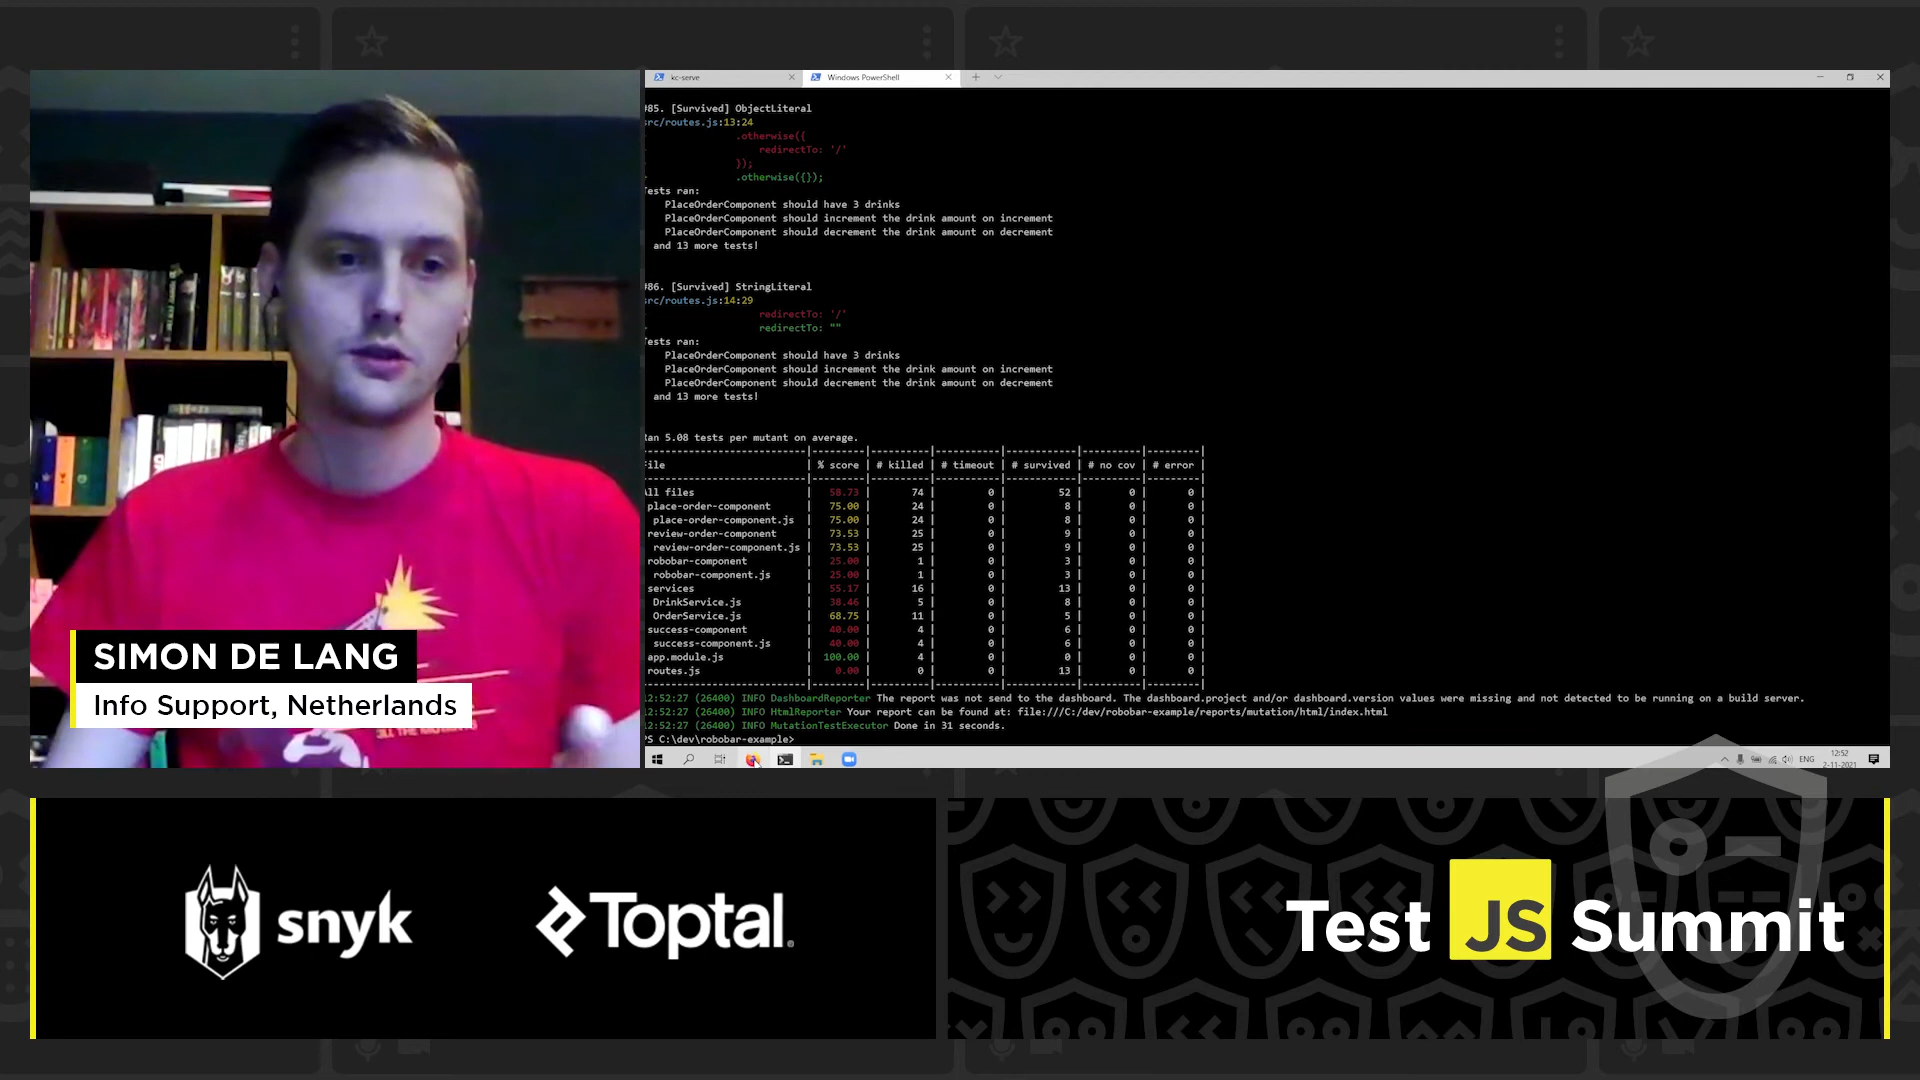 kc-serve
Windows PowerShell
#85. [Survived] ObjectLiteral
src/routes.js:13:24
- .otherwise({
- redirectTo: '/'
- });
+ .otherwise({});
Tests ran:
PlaceOrderComponent should have 3 drinks
PlaceOrderComponent should increment the drink amount on increment
PlaceOrderComponent should decrement the drink amount on decrement
and 13 more tests!
#86. [Survived] StringLiteral
src/routes.js:14:29
- redirectTo: '/'
+ redirectTo: ""
Tests ran:
PlaceOrderComponent should have 3 drinks
PlaceOrderComponent should increment the drink amount on increment
PlaceOrderComponent should decrement the drink amount on decrement
and 13 more tests!
Ran 5.08 tests per mutant on average.
File | % score | # killed | # timeout | # survived | # no cov | # error |
All files | 58.73 | 74 | 0 | 52 | 0 | 0 |
place-order-component | 75.00 | 24 | 0 | 8 | 0 | 0 |
place-order-component.js | 75.00 | 24 | 0 | 8 | 0 | 0 |
review-order-component | 73.53 | 25 | 0 | 9 | 0 | 0 |
review-order-component.js | 73.53 | 25 | 0 | 9 | 0 | 0 |
robobar-component | 25.00 | 1 | 0 | 3 | 0 | 0 |
robobar-component.js | 25.00 | 1 | 0 | 3 | 0 | 0 |
services | 55.17 | 16 | 0 | 13 | 0 | 0 |
DrinkService.js | 38.46 | 5 | 0 | 8 | 0 | 0 |
OrderService.js | 68.75 | 11 | 0 | 5 | 0 | 0 |
success-component | 40.00 | 4 | 0 | 6 | 0 | 0 |
success-component.js | 40.00 | 4 | 0 | 6 | 0 | 0 |
app.module.js | 100.00 | 4 | 0 | 0 | 0 | 0 |
routes.js | 0.00 | 0 | 0 | 13 | 0 | 0 |
12:52:27 (26400) INFO DashboardReporter The report was not send to the dashboard. The dashboard.project and/or dashboard.version values were missing and not detected to be running on a build server.
12:52:27 (26400) INFO HtmlReporter Your report can be found at: file:///C:/dev/robobar-example/reports/mutation/html/index.html
12:52:27 (26400) INFO MutationTestExecutor Done in 31 seconds.
PS C:\dev\robobar-example>
ENG
12:52
2-11-2021
SIMON DE LANG
Info Support, Netherlands
snyk
Toptal
Test JS Summit